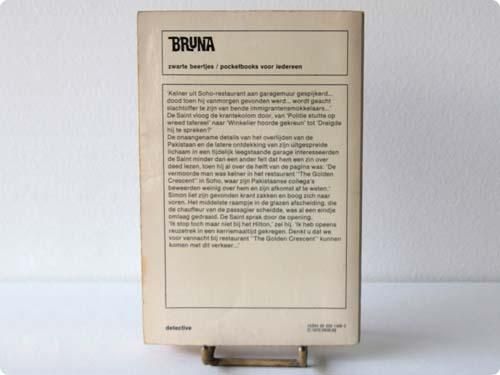 BRUNA
zwarte beertjes / pocketbooks voor iedereen
'Kelner uit Soho-restaurant aan garagemuur gespijkerd...
dood toen hij vanmorgen gevonden werd... wordt geacht
slachtoffer te zijn van bende immigrantensmokkelaars...'
De Saint vloog de krantekolom door, van 'Politie stuitte op
wreed tafereel' naar 'Winkelier hoorde gekreun' tot 'Dreigde
hij te spreken?'
De onaangename details van het overlijden van de
Pakistaan en de latere ontdekking van zijn uitgespreide
lichaam in een tijdelijk leegstaande garage interesseerden
de Saint minder dan een ander feit dat hem een zin over
deed lezen, toen hij al over de helft van de pagina was: 'De
vermoorde man was kelner in het restaurant "The Golden
Crescent" in Soho, waar zijn Pakistaanse collega's
beweerden weinig over hem en zijn afkomst af te weten.'
Simon liet zijn gevonden krant zakken en boog zich naar
voren. Het middelste raampje in de grazen afscheiding, die
de chauffeur van de passagier scheidde, was al een eindje
omlaag gedraaid. De Saint sprak door de opening.
'Ik stop toch maar niet bij het Hilton,' zei hij. 'Ik heb opeens
reuzetrek in een kerriemaaltijd gekregen. Denkt u dat we
voor vannacht bij restaurant "The Golden Crescent" kunnen
komen met dit verkeer...'
detective